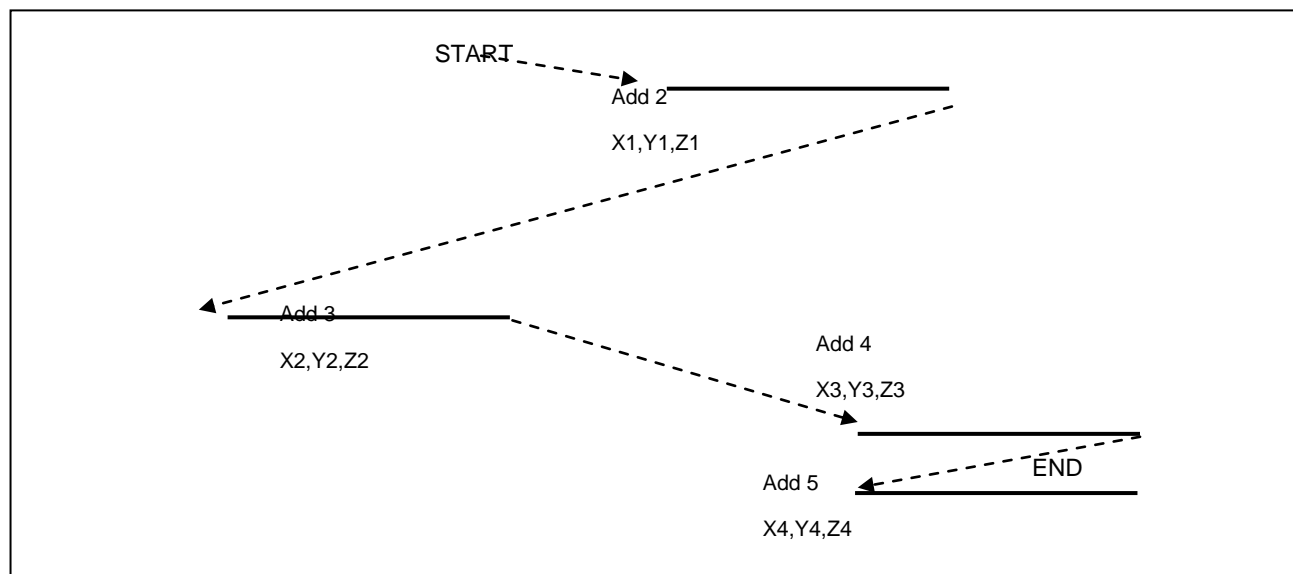 START
Add 2
X1,Y1,Z1
Add 3
X2,Y2,Z2
Add 4
X3,Y3,Z3
END
Add 5
X4,Y4,Z4